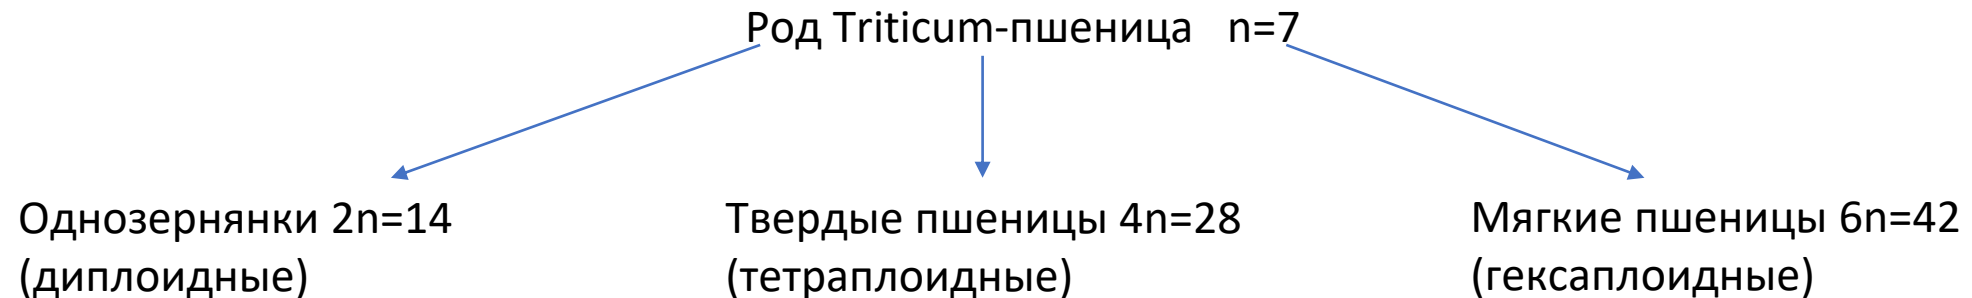 Род Triticum-пшеница n=7
Однозернянки 2n=14
(диплоидные)
Твердые пшеницы 4n=28
(тетраплоидные)
Мягкие пшеницы 6n=42
(гексаплоидные)